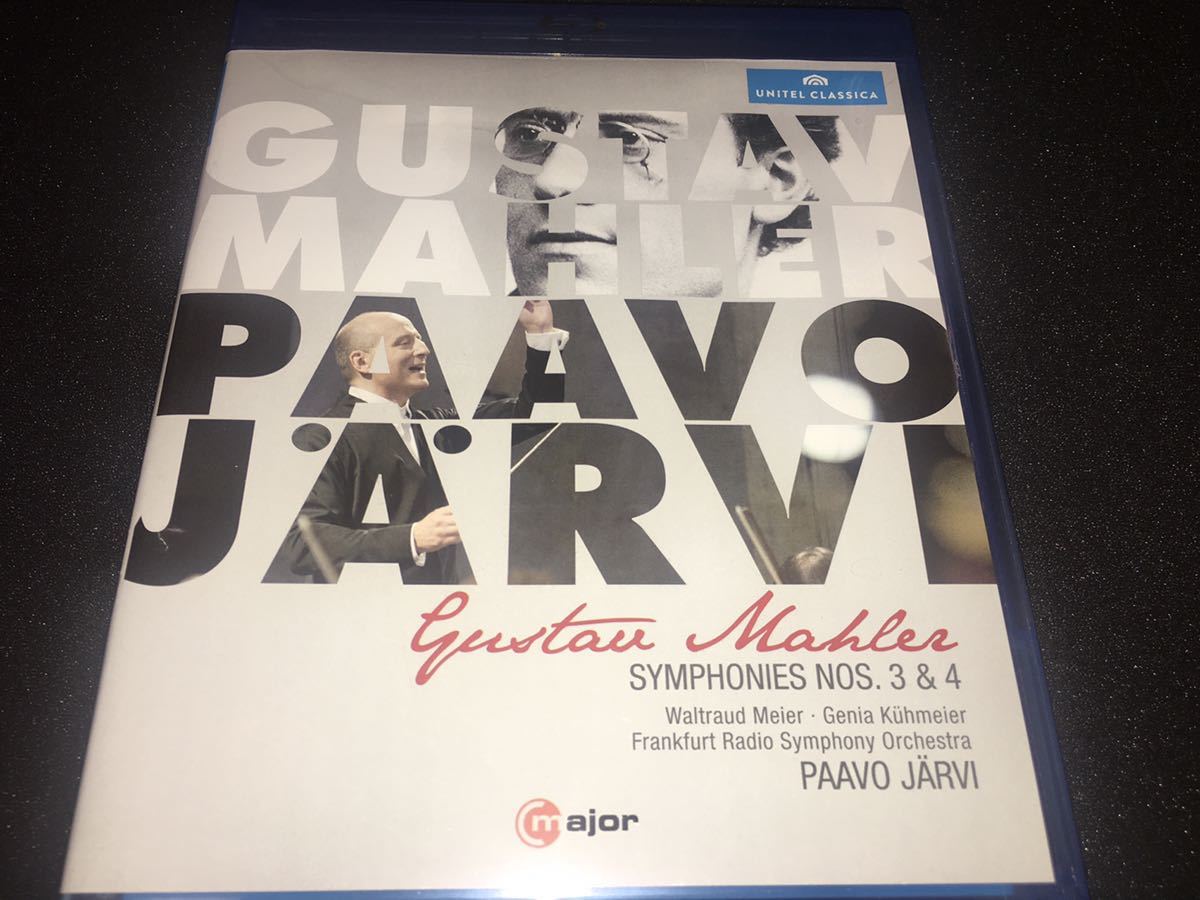 UNITEL CLASSICA
GUSTAV
MAHLER
PAAVO
JÄRVI
Gustav Mahler
SYMPHONIES NOS. 3 & 4
Waltraud Meier · Genia Kühmeier
Frankfurt Radio Symphony Orchestra
PAAVO JÄRVI
C major